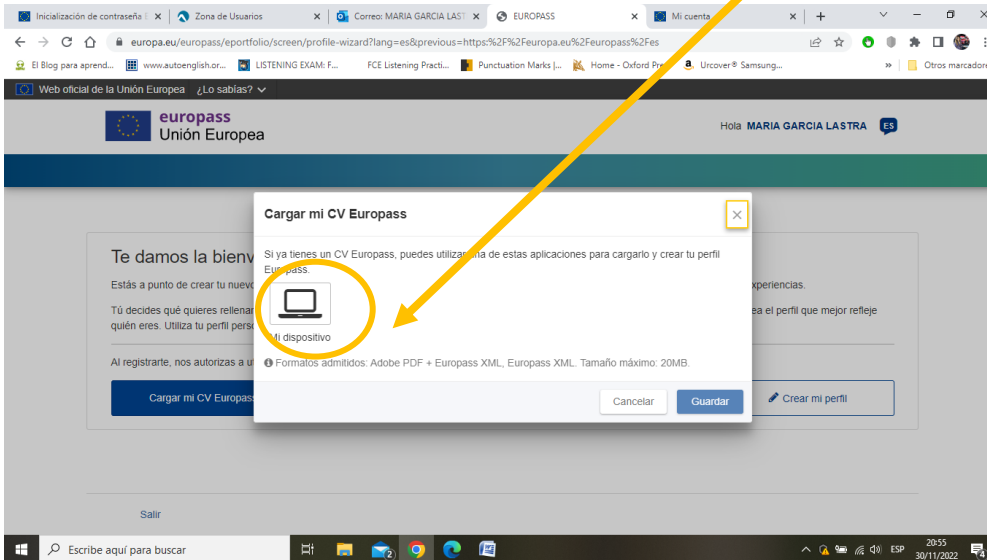 Inicialización de contraseña
Zona de Usuarios
Correo: MARIA GARCIA LAST
EUROPASS
Mi cuenta
europa.eu/europass/eportfolio/screen/profile-wizard?lang=es&previous=https:%2F%2Feuropa.eu%2Feuropass%2Fes
El Blog para aprend...
www.autoenglish.or...
LISTENING EXAM: F...
FCE Listening Practi...
Punctuation Marks |...
Home - Oxford Pre
Urcover® Samsung...
»
Otros marcadore
Web oficial de la Unión Europea ¿Lo sabías?
europass
Unión Europea
Hola MARIA GARCIA LASTRA ES
Cargar mi CV Europass
Si ya tienes un CV Europass, puedes utilizar una de estas aplicaciones para cargarlo y crear tu perfil
Europass.
Mi dispositivo
Formatos admitidos: Adobe PDF + Europass XML, Europass XML. Tamaño máximo: 20MB.
Cancelar
Guardar
Te damos la bienv
Estás a punto de crear tu nuevo
xperiencias.
Tú decides qué quieres rellenar
ea el perfil que mejor refleje
quién eres. Utiliza tu perfil pers
Al registrarte, nos autorizas a u
Cargar mi CV Europas
Crear mi perfil
Salir
Escribe aquí para buscar
ESP
20:55
30/11/2022